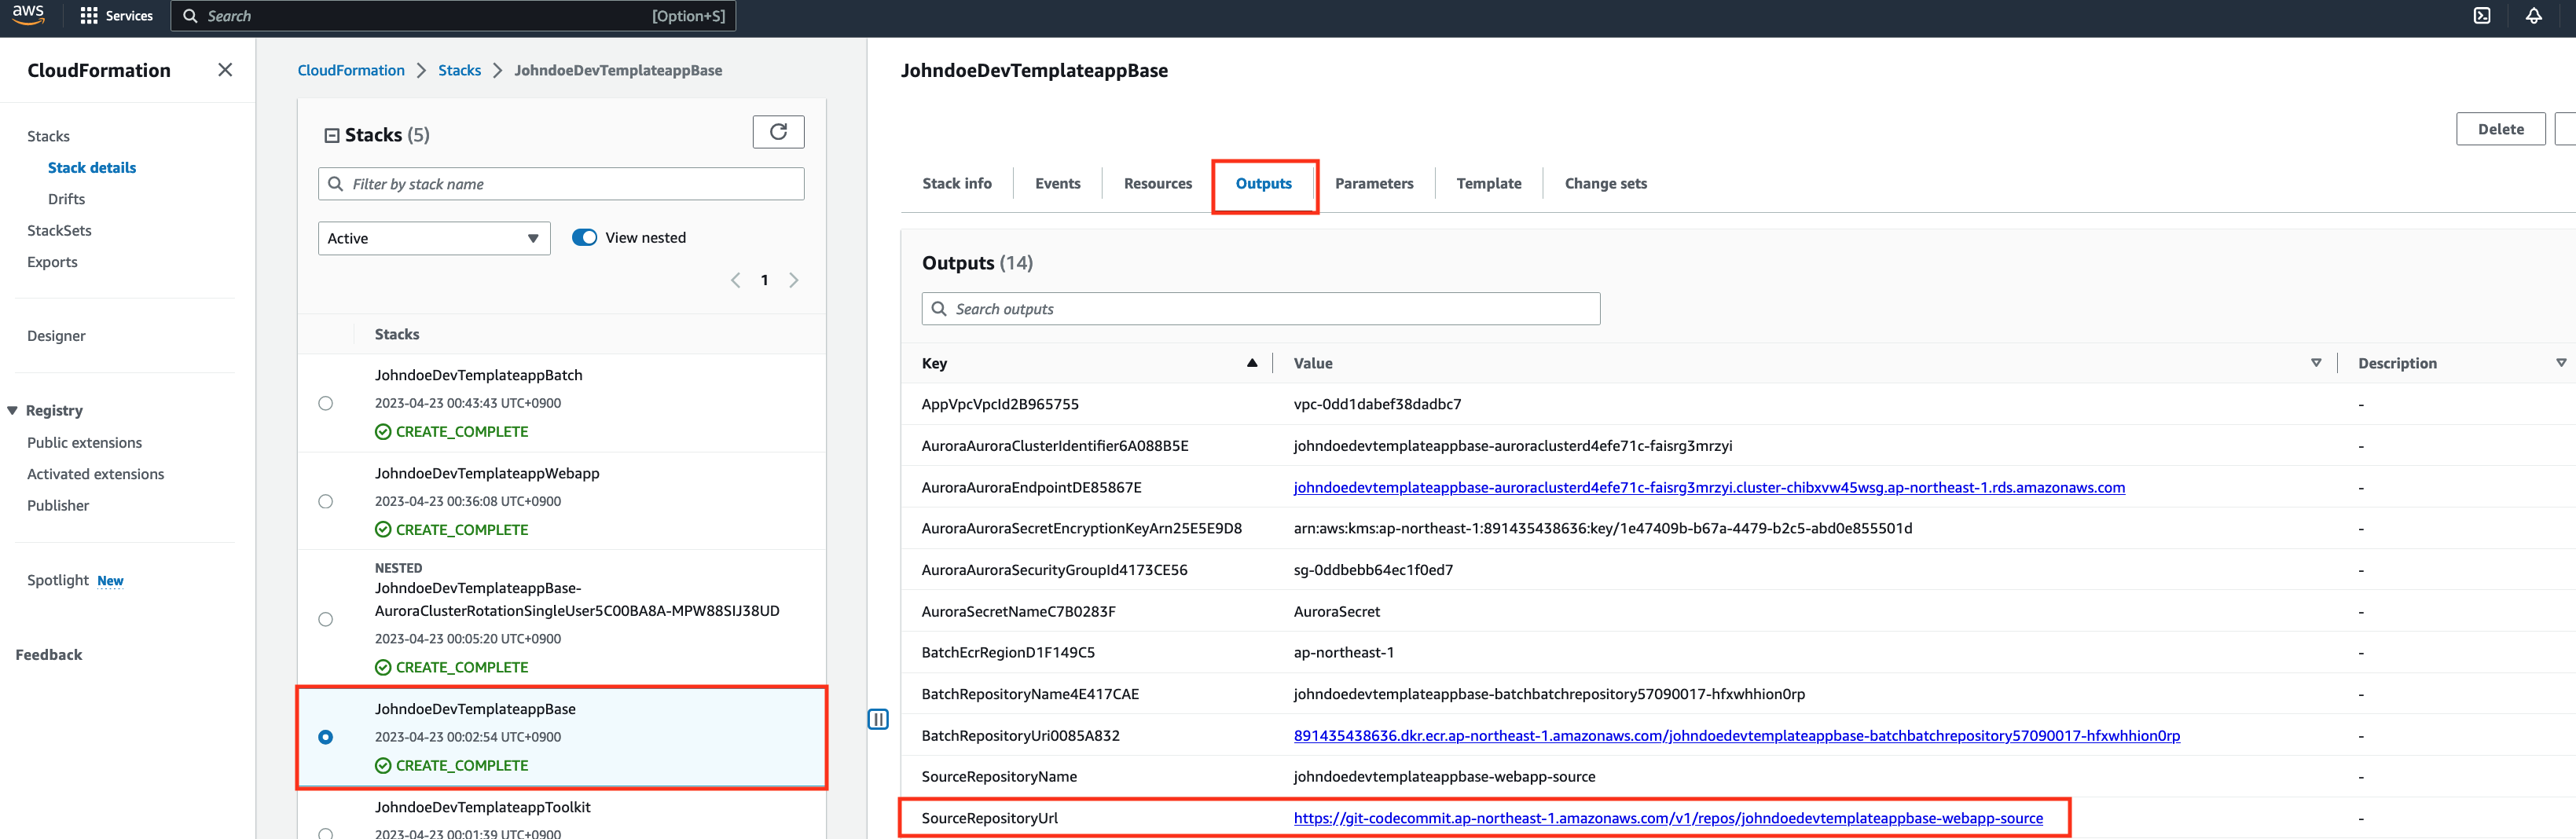 aws
Services
Search
[Option+S]
CloudFormation
Stacks
Stack details
Drifts
StackSets
Exports
Designer
Registry
Public extensions
Activated extensions
Publisher
Spotlight New
Feedback
CloudFormation
Stacks
JohndoeDevTemplateappBase
Stacks (5)
Filter by stack name
Active
View nested
1
Stacks
JohndoeDevTemplateappBatch
2023-04-23 00:43:43 UTC+0900
CREATE_COMPLETE
JohndoeDevTemplateappWebapp
2023-04-23 00:36:08 UTC+0900
CREATE_COMPLETE
NESTED
JohndoeDevTemplateappBase-
AuroraClusterRotationSingleUser5C00BA8A-MPW88SIJ38UD
2023-04-23 00:05:20 UTC+0900
CREATE_COMPLETE
JohndoeDevTemplateappBase
2023-04-23 00:02:54 UTC+0900
CREATE_COMPLETE
JohndoeDevTemplateappToolkit
2023-04-23 00:01:39 UTC+0900
JohndoeDevTemplateappBase
Delete
Stack info
Events
Resources
Outputs
Parameters
Template
Change sets
Outputs (14)
Search outputs
Key Value Description
AppVpcVpcId2B965755 vpc-0dd1dabef38dadbc7 -
AuroraAuroraClusterIdentifier6A088B5E johndoedevtemplateappbase-auroraclusterd4efe71c-faisrg3mrzyi -
AuroraAuroraEndpointDE85867E johndoedevtemplateappbase-auroraclusterd4efe71c-faisrg3mrzyi.cluster-chibxvw45wsg.ap-northeast-1.rds.amazonaws.com -
AuroraAuroraSecretEncryptionKeyArn25E5E9D8 arn:aws:kms:ap-northeast-1:891435438636:key/1e47409b-b67a-4479-b2c5-abd0e855501d -
AuroraAuroraSecurityGroupId4173CE56 sg-0ddbebb64ec1f0ed7 -
AuroraSecretNameC7B0283F AuroraSecret -
BatchEcrRegionD1F149C5 ap-northeast-1 -
BatchRepositoryName4E417CAE johndoedevtemplateappbase-batchbatchrepository57090017-hfxwhhion0rp -
BatchRepositoryUri0085A832 891435438636.dkr.ecr.ap-northeast-1.amazonaws.com/johndoedevtemplateappbase-batchbatchrepository57090017-hfxwhhion0rp -
SourceRepositoryName johndoedevtemplateappbase-webapp-source -
SourceRepositoryUrl https://git-codecommit.ap-northeast-1.amazonaws.com/v1/repos/johndoedevtemplateappbase-webapp-source -